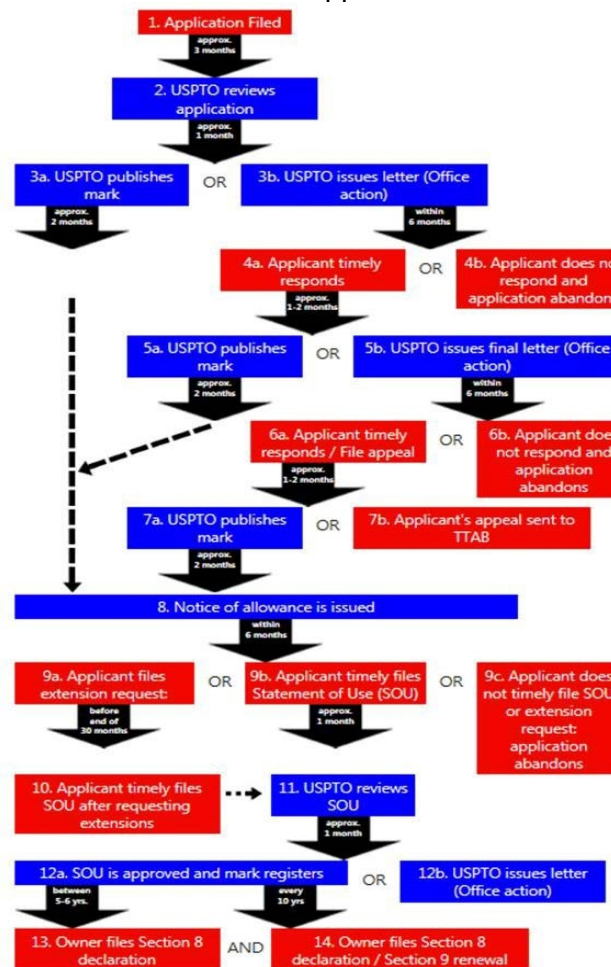 1. Application Filed
approx.
3 months
2. USPTO reviews
application
approx.
1 month
3a. USPTO publishes
mark
OR
3b. USPTO issues letter (Office
action)
approx.
2 months
within
6 months
4a. Applicant timely
responds
OR
4b. Applicant does no
respond and
application abandon
approx.
1-2 months
5a. USPTO publishes
mark
OR
5b. USPTO issues final letter (Office
action)
approx.
2 months
within
6 months
6a. Applicant timely
responds / File appeal
OR
6b. Applicant doe
not respond and
application
abandons
approx.
1-2 months
7a. USPTO publishes
mark
OR
7b. Applicant's appeal sent to
TTAB
approx.
2 months
8. Notice of allowance is issued
within
6 months
9a. Applicant files
extension request:
OR
9b. Applicant timely files
Statement of Use (SOU)
OR
9c. Applicant doe
not timely file SOU
or extension
request:
application
abandons
before
end of
30 months
approx.
1 month
10. Applicant timely files
SOU after requesting
extensions
11. USPTO reviews
SOU
approx.
1 month
12a. SOU is approved and mark registers
OR
12b. USPTO issues letter
(Office action)
between
5-6 yrs.
every
10 yrs
13. Owner files Section 8
declaration
AND
14. Owner files Section 8
declaration / Section 9 renewal